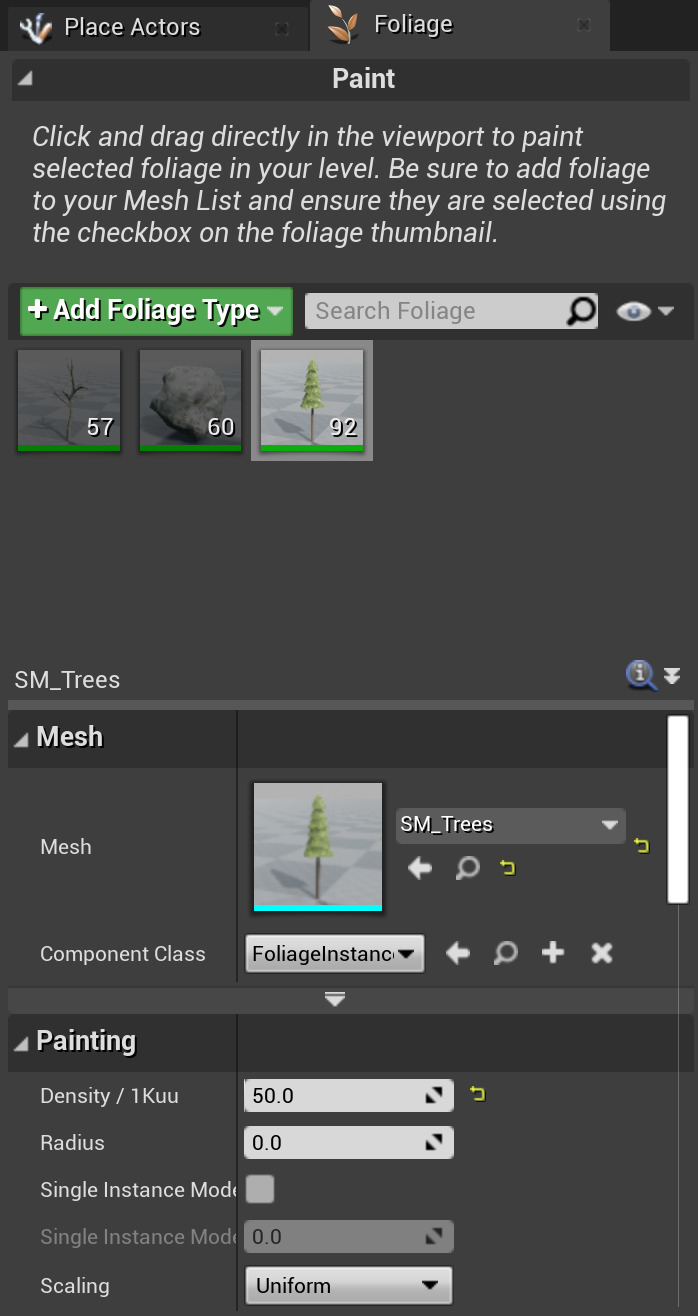 Place Actors
Foliage
Paint
Click and drag directly in the viewport to paint
selected foliage in your level. Be sure to add foliage
to your Mesh List and ensure they are selected using
the checkbox on the foliage thumbnail.
+ Add Foliage Type
Search Foliage
57
60
92
SM_Trees
Mesh
Mesh
SM_Trees
Component Class
FoliageInstanc
Painting
Density / 1Kuu
50.0
Radius
0.0
Single Instance Mode
Single Instance Mode
0.0
Scaling
Uniform